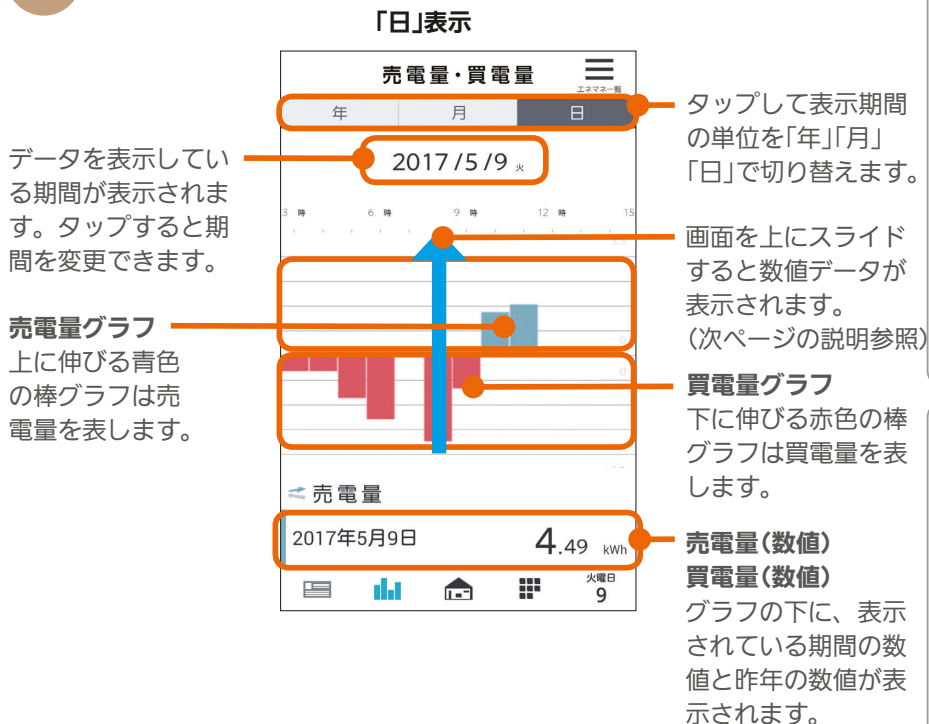 「日」表示
売電量・買電量
エネマネ一覧
年 月 日
2017/5/9 火
3 時 6 時 9 時 12 時 15
0
0
売電量
2017年5月9日 4.49 kWh
火曜日
9
データを表示してい
る期間が表示されま
す。タップすると期
間を変更できます。
売電量グラフ
上に伸びる青色
の棒グラフは売
電量を表します。
タップして表示期間
の単位を「年」「月」
「日」で切り替えます。
画面を上にスライド
すると数値データが
表示されます。
(次ページの説明参照)
買電量グラフ
下に伸びる赤色の棒
グラフは買電量を表
します。
売電量(数値)
買電量(数値)
グラフの下に、表示
されている期間の数
値と昨年の数値が表
示されます。